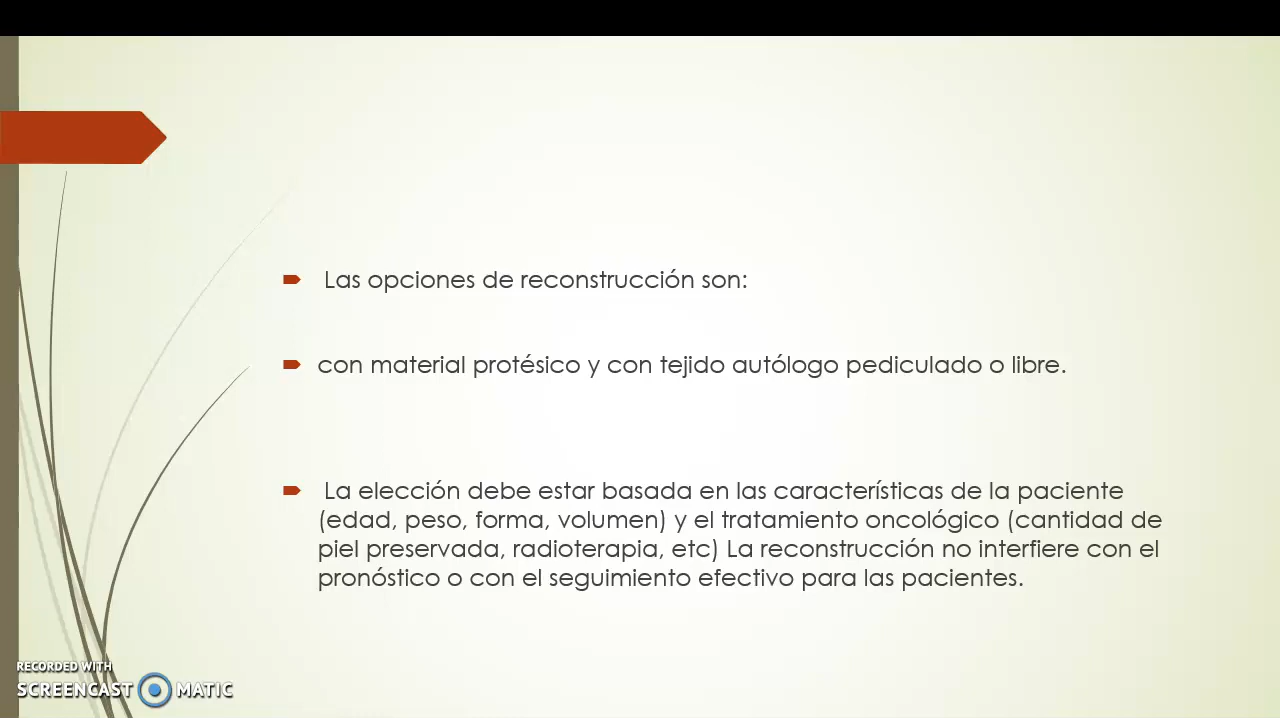 Las opciones de reconstrucción son:
con material protésico y con tejido autólogo pediculado o libre.
La elección debe estar basada en las características de la paciente
(edad, peso, forma, volumen) y el tratamiento oncológico (cantidad de
piel preservada, radioterapia, etc) La reconstrucción no interfiere con el
pronóstico o con el seguimiento efectivo para las pacientes.
RECORDED WITH
SCREENCAST MATIC